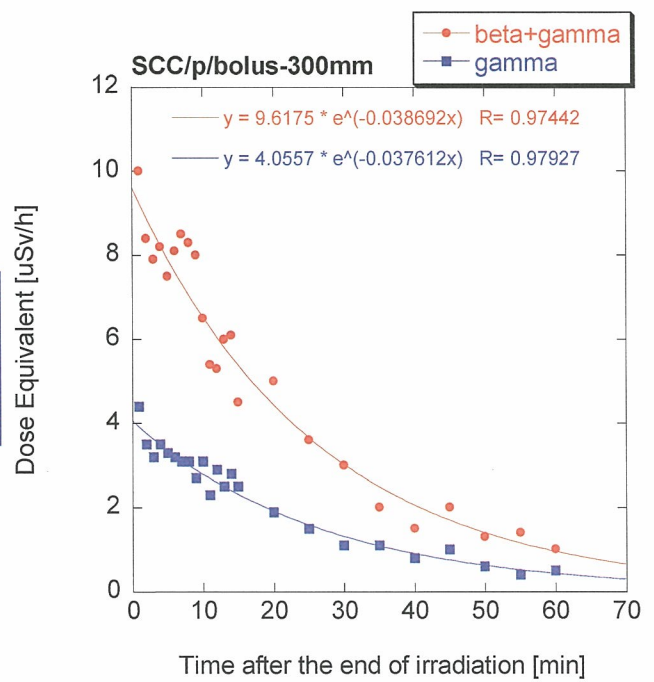 beta+gamma
gamma
SCC/p/bolus-300mm
y = 9.6175 * e^(-0.038692x) R= 0.97442
y = 4.0557 * e^(-0.037612x) R= 0.97927
Dose Equivalent [uSv/h]
12
10
8
6
4
2
0
0 10 20 30 40 50 60 70
Time after the end of irradiation [min]